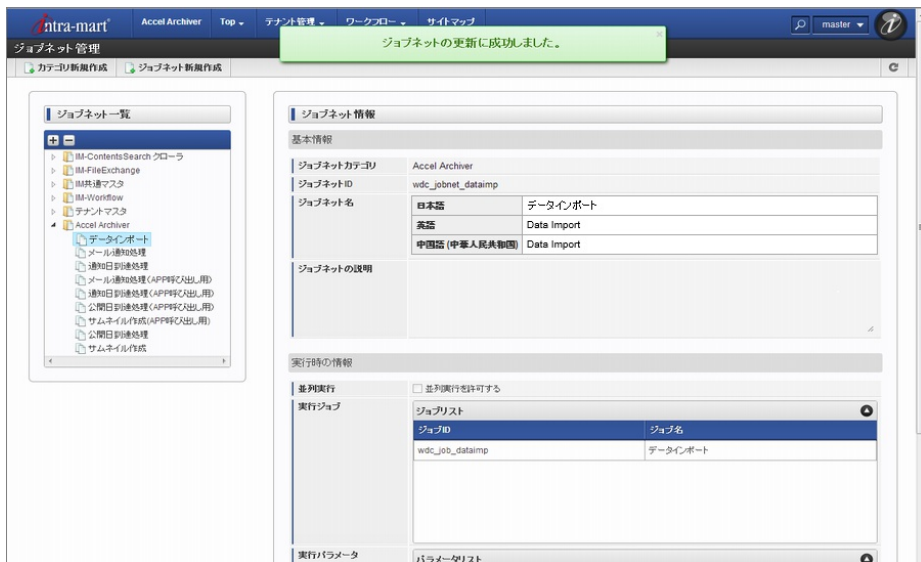 intra-mart Accel Archiver Top テナント管理 ワークフロー サイトマップ master
ジョブネットの更新に成功しました。
ジョブネット管理
カテゴリ新規作成 ジョブネット新規作成
ジョブネット一覧
IM-ContentsSearch クローラ
IM-FileExchange
IM共通マスタ
IM-Workflow
テナントマスタ
Accel Archiver
データインポート
メール通知処理
通知日到達処理
メール通知処理(APP呼び出し用)
通知日到達処理(APP呼び出し用)
公開日到達処理(APP呼び出し用)
サムネイル作成(APP呼び出し用)
公開日到達処理
サムネイル作成
ジョブネット情報
基本情報
ジョブネットカテゴリ Accel Archiver
ジョブネットID wdc_jobnet_dataimp
ジョブネット名 日本語 データインポート
英語 Data Import
中国語 (中華人民共和国) Data Import
ジョブネットの説明
実行時の情報
並列実行 並列実行を許可する
実行ジョブ ジョブリスト
ジョブID ジョブ名
wdc_job_dataimp データインポート
実行パラメータ パラメータリスト